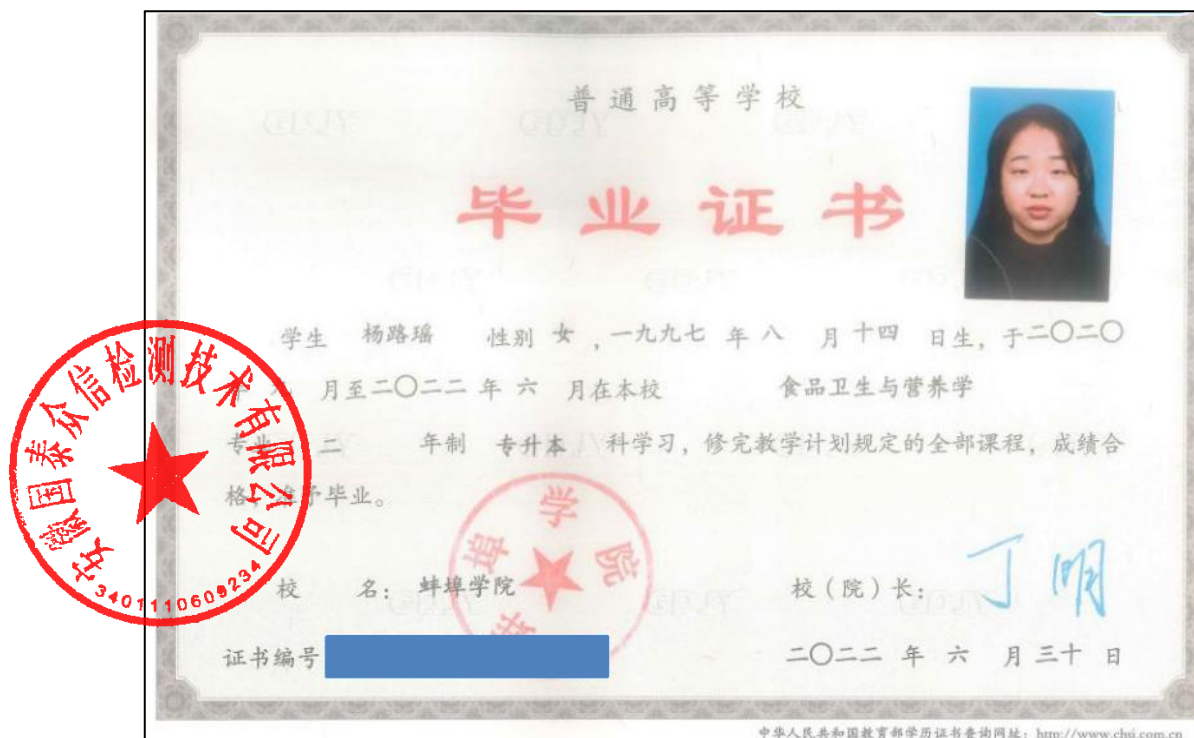 普通高等学校
毕业证书
学生 杨路瑶 性别 女 ，一九九七 年 八 月 十四 日生，于二〇二〇
月至二〇二二 年 六 月在本校 食品卫生与营养学
专业 二 年制 专升本 科学习，修完教学计划规定的全部课程，成绩合
格，准予毕业。
校 名：蚌埠学院 校（院）长：丁明
证书编号 二〇二二 年 六 月 三十 日
中华人民共和国教育部学历证书查询网址：http://www.chsi.com.cn
安徽国泰众信检测技术有限公司
3401110609234
蚌埠学院